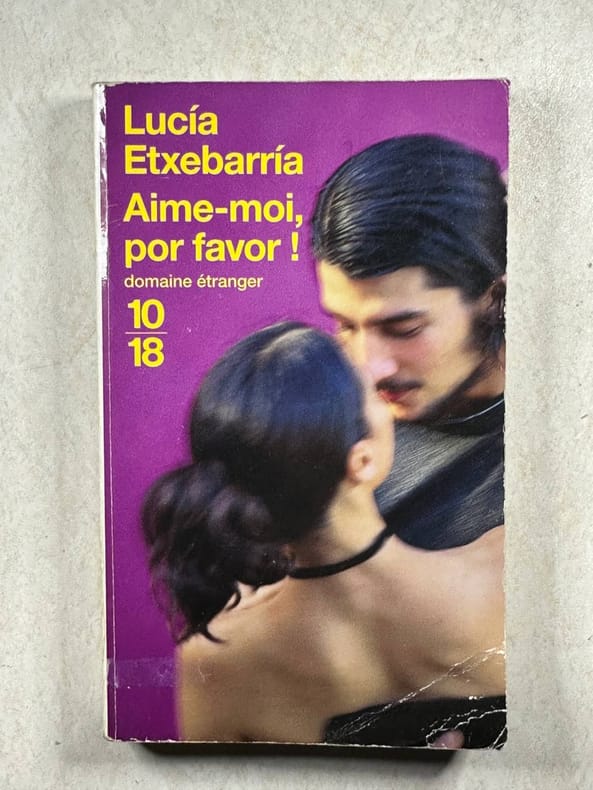 Lucía
Etxebarría
Aime-moi,
por favor !
domaine étranger
10
18